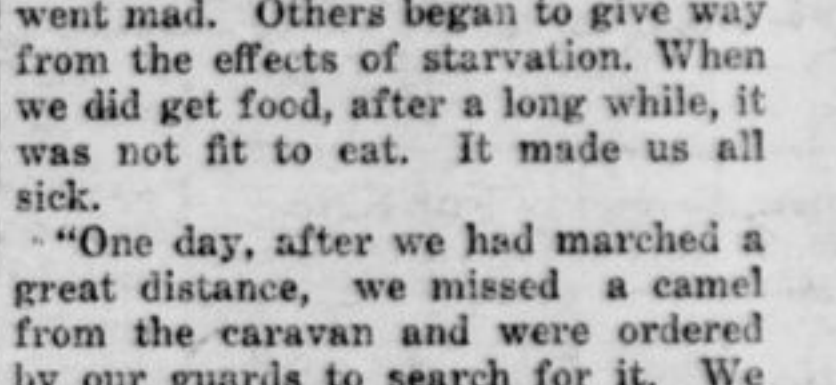 went mad. Others began to give way
from the effects of starvation. When
we did get food, after a long while, it
was not fit to eat. It made us all
sick.
"One day, after we had marched a
great distance, we missed a camel
from the caravan and were ordered
by our guards to search for it. We